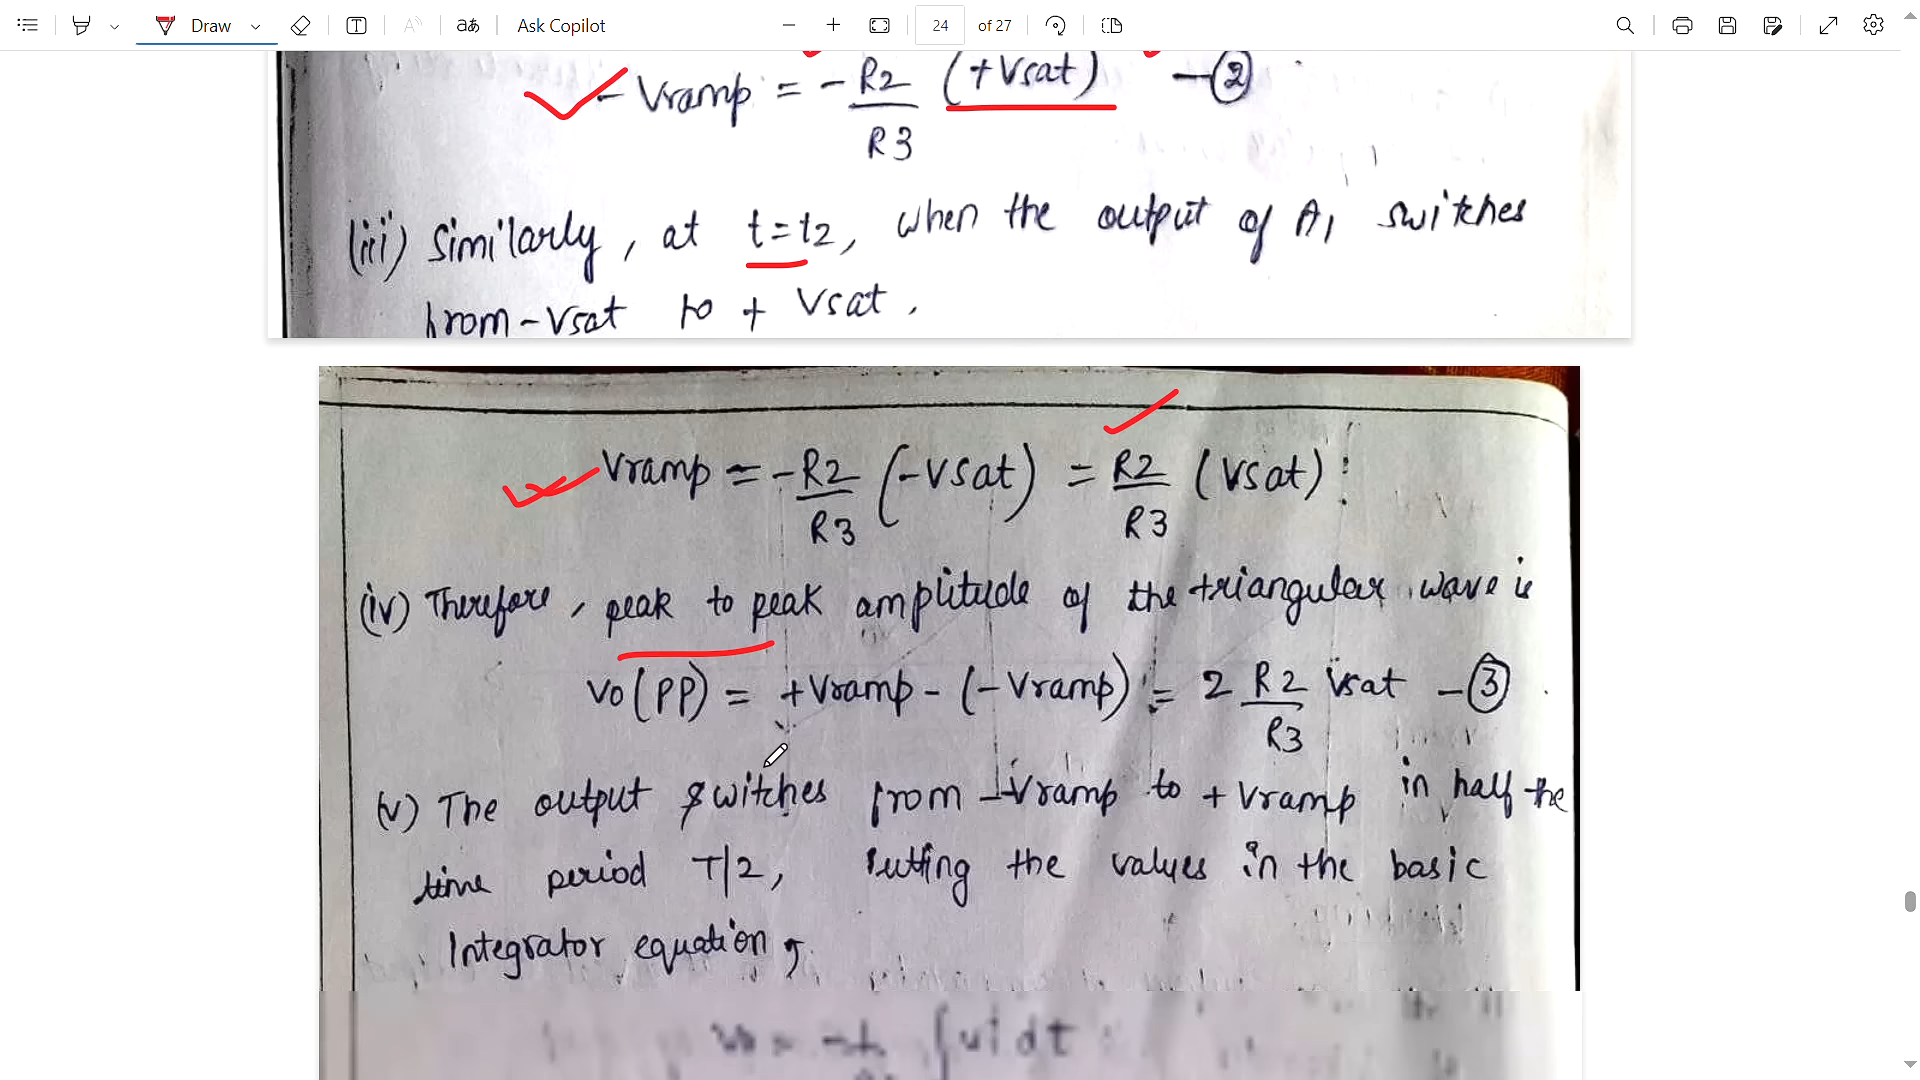 Draw
Ask Copilot
24 of 27
- Vramp = - R2/R3 (+Vsat) - ②
(iii) Similarly, at t=t2, when the output of A1 switches
from -Vsat to + Vsat.
Vramp = -R2/R3 (-Vsat) = R2/R3 (Vsat)
(iv) Therefore, peak to peak amplitude of the triangular wave is
Vo(PP) = +Vramp - (-Vramp) = 2 R2/R3 Vsat - ③
(v) The output switches from -Vramp to + Vramp in half the
time period T/2, Putting the values in the basic
Integrator equation,
∫vidt